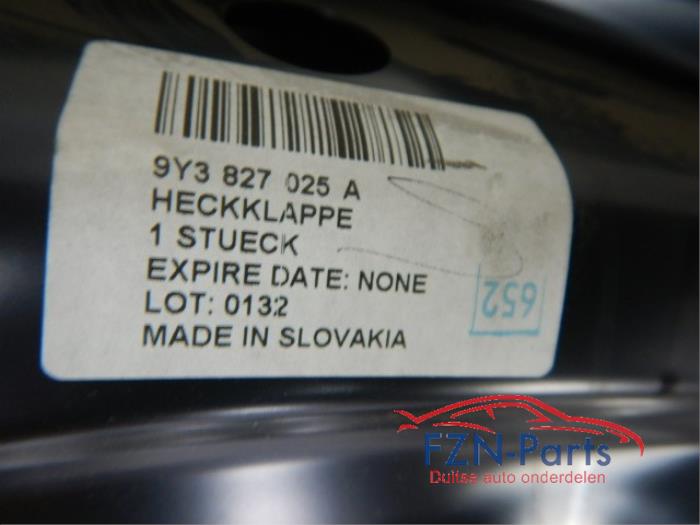 9Y3 827 025 A
HECKKLAPPE
1 STUECK
EXPIRE DATE: NONE
LOT: 0132
MADE IN SLOVAKIA
652
FZN-Parts
Duitse auto onderdelen